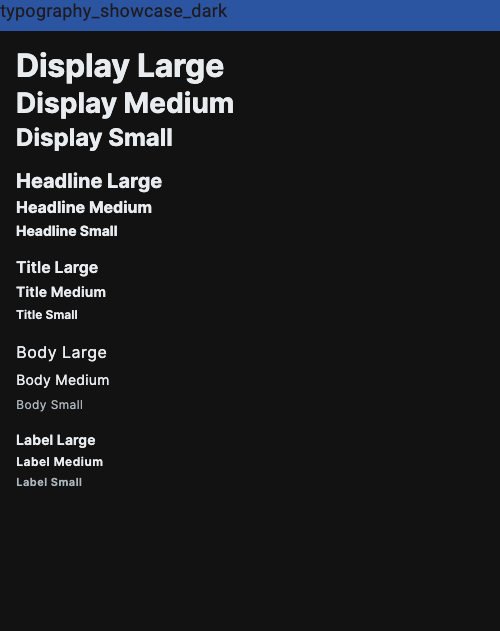 typography_showcase_dark
Display Large
Display Medium
Display Small
Headline Large
Headline Medium
Headline Small
Title Large
Title Medium
Title Small
Body Large
Body Medium
Body Small
Label Large
Label Medium
Label Small